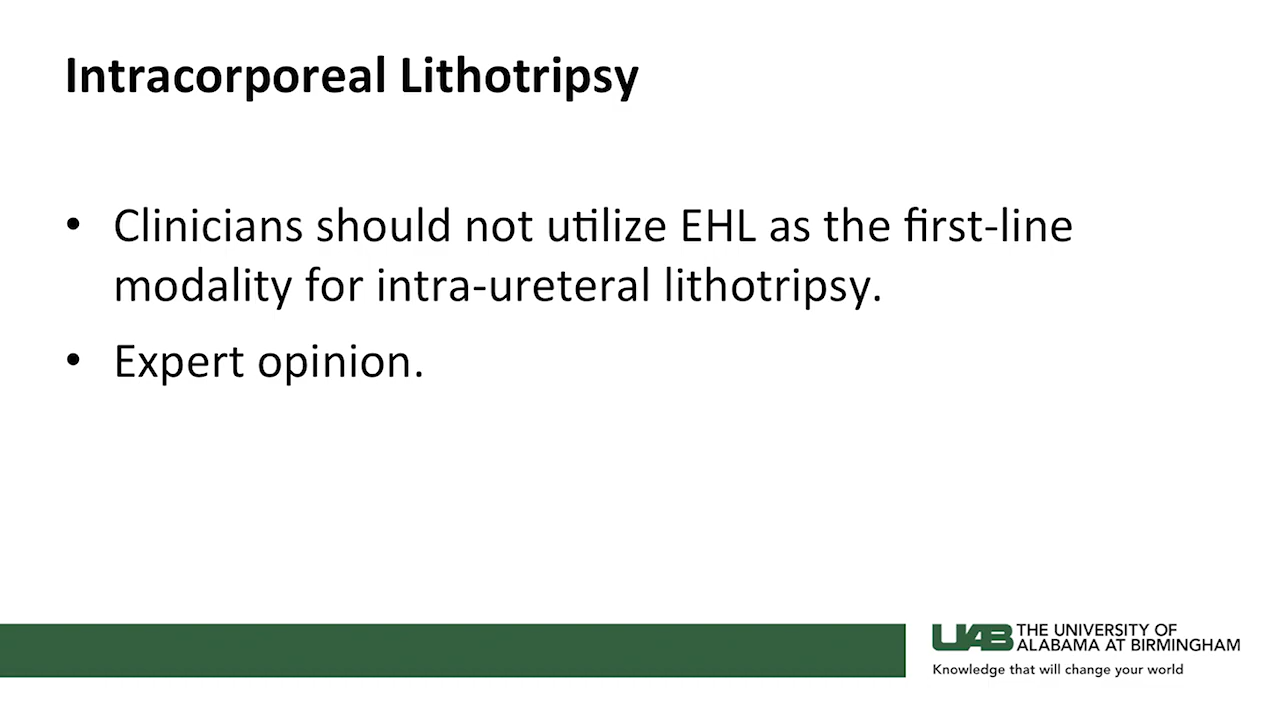 Intracorporeal Lithotripsy
• Clinicians should not utilize EHL as the first-line
modality for intra-ureteral lithotripsy.
• Expert opinion.
UAB THE UNIVERSITY OF
ALABAMA AT BIRMINGHAM
Knowledge that will change your world